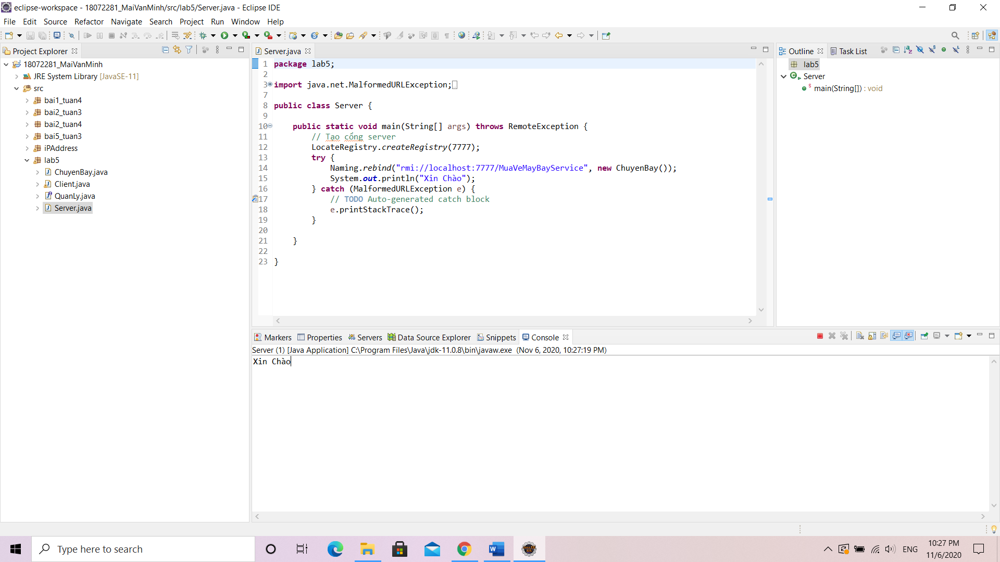 eclipse-workspace - 18072281_MaiVanMinh/src/lab5/Server.java - Eclipse IDE
File Edit Source Refactor Navigate Search Project Run Window Help
Project Explorer
18072281_MaiVanMinh
JRE System Library [JavaSE-11]
src
bai1_tuan4
bai2_tuan3
bai2_tuan4
bai5_tuan3
iPAddress
lab5
ChuyenBay.java
Client.java
QuanLy.java
Server.java
Server.java
1 package lab5;
2
3 import java.net.MalformedURLException;
7
8 public class Server {
9
10 public static void main(String[] args) throws RemoteException {
11 // Tạo cổng server
12 LocateRegistry.createRegistry(7777);
13 try {
14 Naming.rebind("rmi://localhost:7777/MuaVeMayBayService", new ChuyenBay());
15 System.out.println("Xin Chào");
16 } catch (MalformedURLException e) {
17 // TODO Auto-generated catch block
18 e.printStackTrace();
19 }
20
21 }
22
23 }
Outline Task List
lab5
Server
main(String[]) : void
Markers Properties Servers Data Source Explorer Snippets Console
Server (1) [Java Application] C:\Program Files\Java\jdk-11.0.8\bin\javaw.exe (Nov 6, 2020, 10:27:19 PM)
Xin Chào
Type here to search
ENG
10:27 PM
11/6/2020